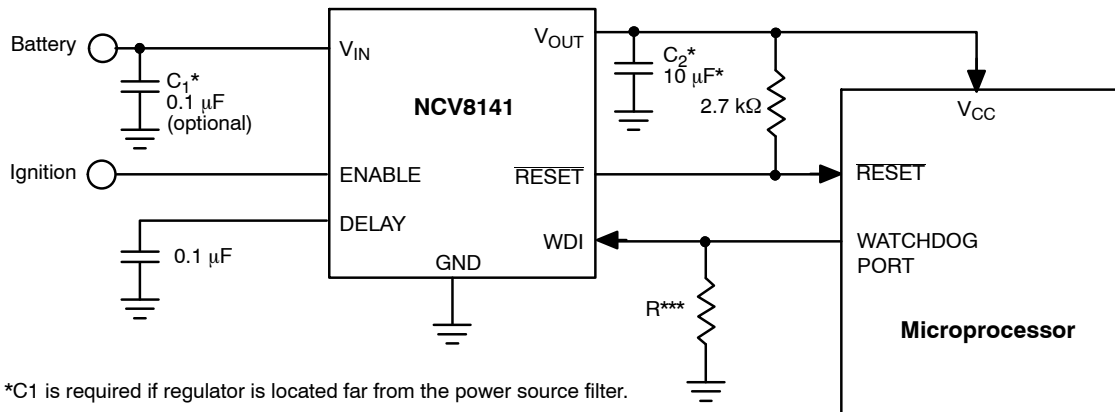 Battery
V_IN
V_OUT
C_1*
0.1 μF
(optional)
NCV8141
C_2*
10 μF*
2.7 kΩ
V_CC
Ignition
ENABLE
RESET
RESET
DELAY
0.1 μF
WDI
WATCHDOG
PORT
GND
R***
Microprocessor
*C1 is required if regulator is located far from the power source filter.